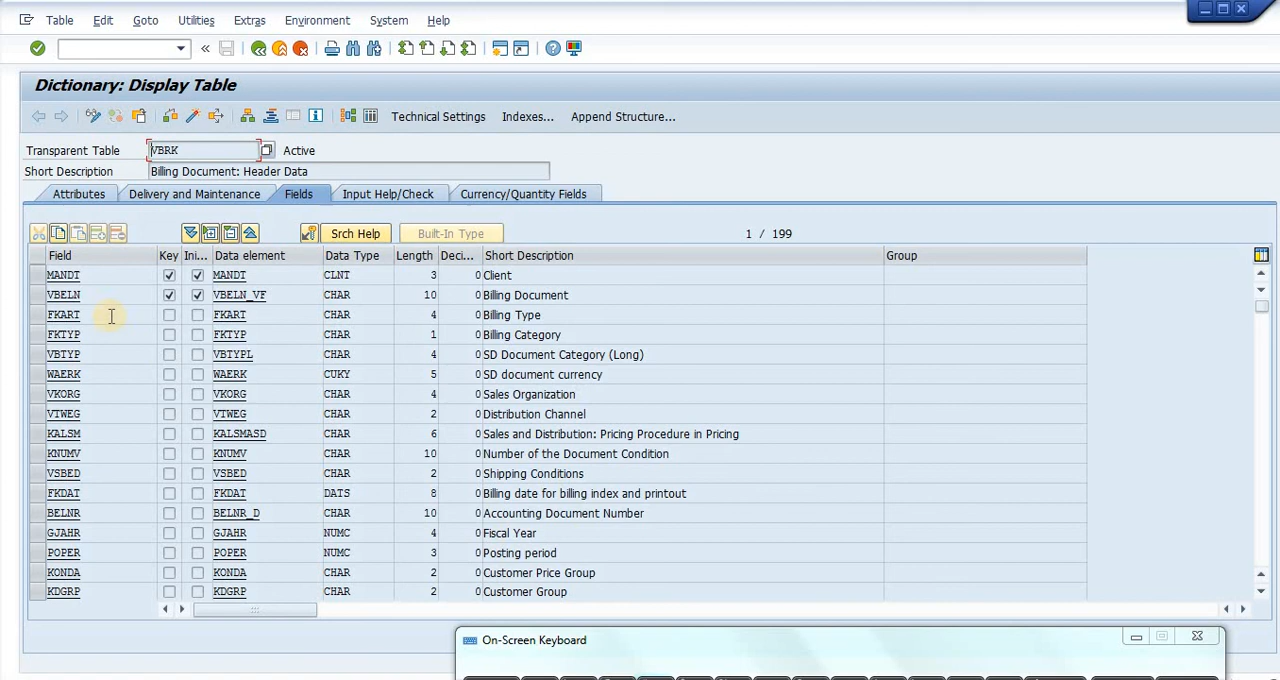 Table Edit Goto Utilities Extras Environment System Help
Dictionary: Display Table
Technical Settings Indexes... Append Structure...
Transparent Table VBRK Active
Short Description Billing Document: Header Data
Attributes Delivery and Maintenance Fields Input Help/Check Currency/Quantity Fields
Srch Help Built-In Type 1 / 199
Field Key Ini... Data element Data Type Length Deci... Short Description Group
MANDT MANDT CLNT 3 0 Client
VBELN VBELN_VF CHAR 10 0 Billing Document
FKART FKART CHAR 4 0 Billing Type
FKTYP FKTYP CHAR 1 0 Billing Category
VBTYP VBTYPL CHAR 4 0 SD Document Category (Long)
WAERK WAERK CUKY 5 0 SD document currency
VKORG VKORG CHAR 4 0 Sales Organization
VTWEG VTWEG CHAR 2 0 Distribution Channel
KALSM KALSMASD CHAR 6 0 Sales and Distribution: Pricing Procedure in Pricing
KNUMV KNUMV CHAR 10 0 Number of the Document Condition
VSBED VSBED CHAR 2 0 Shipping Conditions
FKDAT FKDAT DATS 8 0 Billing date for billing index and printout
BELNR BELNR_D CHAR 10 0 Accounting Document Number
GJAHR GJAHR NUMC 4 0 Fiscal Year
POPER POPER NUMC 3 0 Posting period
KONDA KONDA CHAR 2 0 Customer Price Group
KDGRP KDGRP CHAR 2 0 Customer Group
On-Screen Keyboard